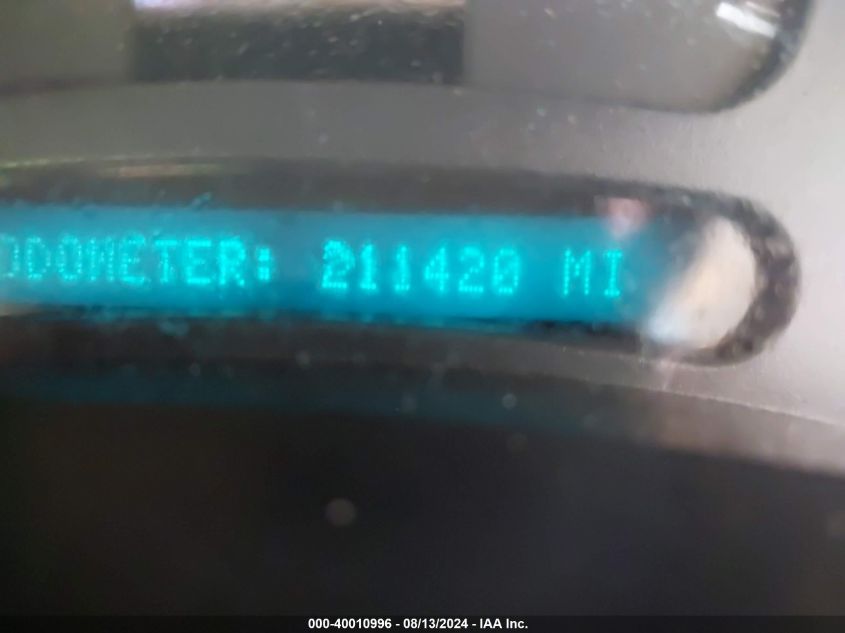 ODOMETER: 211420 MI
000-40010996 - 08/13/2024 - IAA Inc.